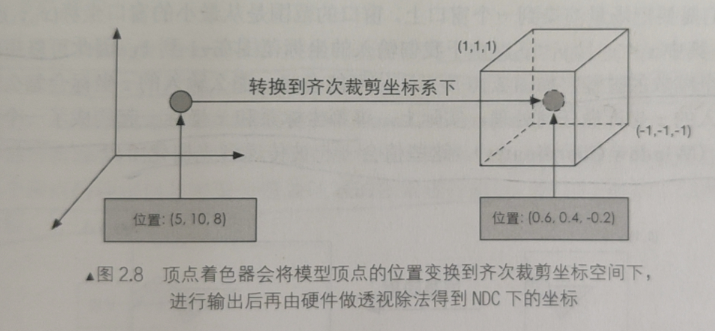 (1,1,1)
转换到齐次裁剪坐标系下
(-1,-1,-1)
位置: (5, 10, 8)
位置: (0.6, 0.4, -0.2)
▲图 2.8 顶点着色器会将模型顶点的位置变换到齐次裁剪坐标空间下，
进行输出后再由硬件做透视除法得到 NDC 下的坐标